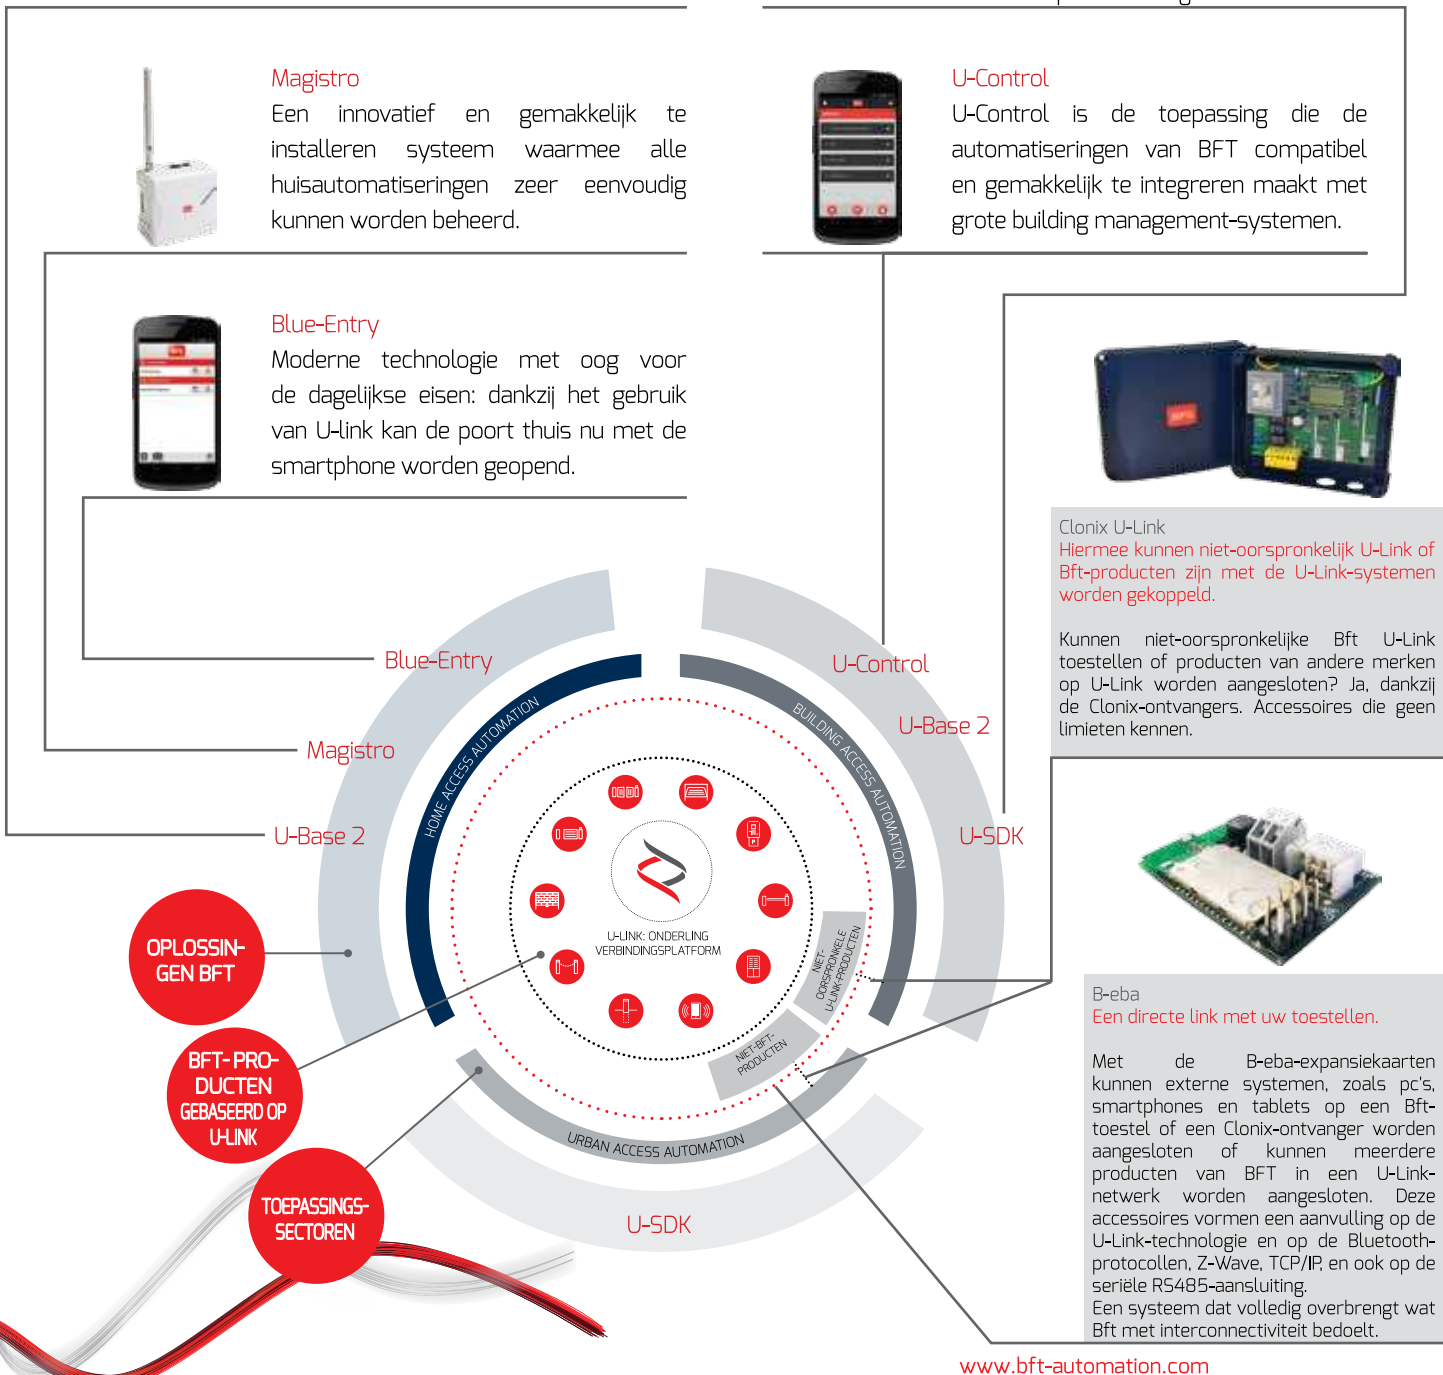 Magistro
Een innovatief en gemakkelijk te
installeren systeem waarmee alle
huisautomatiseringen zeer eenvoudig
kunnen worden beheerd.
U-Control
U-Control is de toepassing die de
automatiseringen van BFT compatibel
en gemakkelijk te integreren maakt met
grote building management-systemen.
Blue-Entry
Moderne technologie met oog voor
de dagelijkse eisen: dankzij het gebruik
van U-link kan de poort thuis nu met de
smartphone worden geopend.
Clonix U-Link
Hiermee kunnen niet-oorspronkelijk U-Link of
Bft-producten zijn met de U-Link-systemen
worden gekoppeld.
Kunnen niet-oorspronkelijke Bft U-Link
toestellen of producten van andere merken
op U-Link worden aangesloten? Ja, dankzij
de Clonix-ontvangers. Accessoires die geen
limieten kennen.
Blue-Entry
Magistro
U-Base 2
U-Control
U-Base 2
U-SDK
HOME ACCESS AUTOMATION
BUILDING ACCESS AUTOMATION
U-LINK: ONDERLING
VERBINDINGSPLATFORM
NIET-
OORSPRONKELE
U-LINK-PRODUCTEN
NIET-BFT-
PRODUCTEN
URBAN ACCESS AUTOMATION
U-SDK
OPLOSSIN-
GEN BFT
BFT-PRO-
DUCTEN
GEBASEERD OP
U-LINK
TOEPASSINGS-
SECTOREN
B-eba
Een directe link met uw toestellen.
Met de B-eba-expansiekaarten
kunnen externe systemen, zoals pc's,
smartphones en tablets op een Bft-
toestel of een Clonix-ontvanger worden
aangesloten of kunnen meerdere
producten van BFT in een U-Link-
netwerk worden aangesloten. Deze
accessoires vormen een aanvulling op de
U-Link-technologie en op de Bluetooth-
protocollen, Z-Wave, TCP/IP, en ook op de
seriële RS485-aansluiting.
Een systeem dat volledig overbrengt wat
Bft met interconnectiviteit bedoelt.
www.bft-automation.com